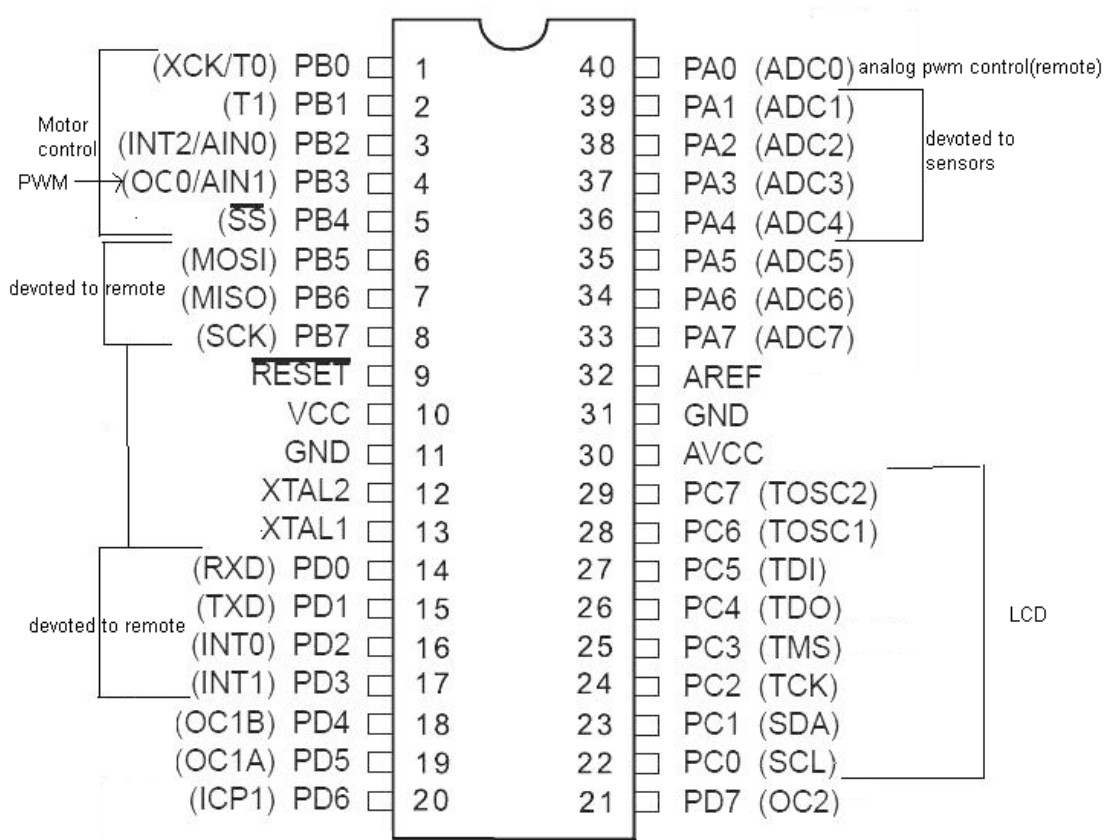 (XCK/T0) PB0 1 40 PA0 (ADC0) analog pwm control(remote)
(T1) PB1 2 39 PA1 (ADC1)
Motor
control
(INT2/AIN0) PB2 3 38 PA2 (ADC2)
devoted to
sensors
PWM (OC0/AIN1) PB3 4 37 PA3 (ADC3)
(SS) PB4 5 36 PA4 (ADC4)
(MOSI) PB5 6 35 PA5 (ADC5)
devoted to remote
(MISO) PB6 7 34 PA6 (ADC6)
(SCK) PB7 8 33 PA7 (ADC7)
RESET 9 32 AREF
VCC 10 31 GND
GND 11 30 AVCC
XTAL2 12 29 PC7 (TOSC2)
XTAL1 13 28 PC6 (TOSC1)
(RXD) PD0 14 27 PC5 (TDI)
(TXD) PD1 15 26 PC4 (TDO)
LCD
devoted to remote
(INT0) PD2 16 25 PC3 (TMS)
(INT1) PD3 17 24 PC2 (TCK)
(OC1B) PD4 18 23 PC1 (SDA)
(OC1A) PD5 19 22 PC0 (SCL)
(ICP1) PD6 20 21 PD7 (OC2)